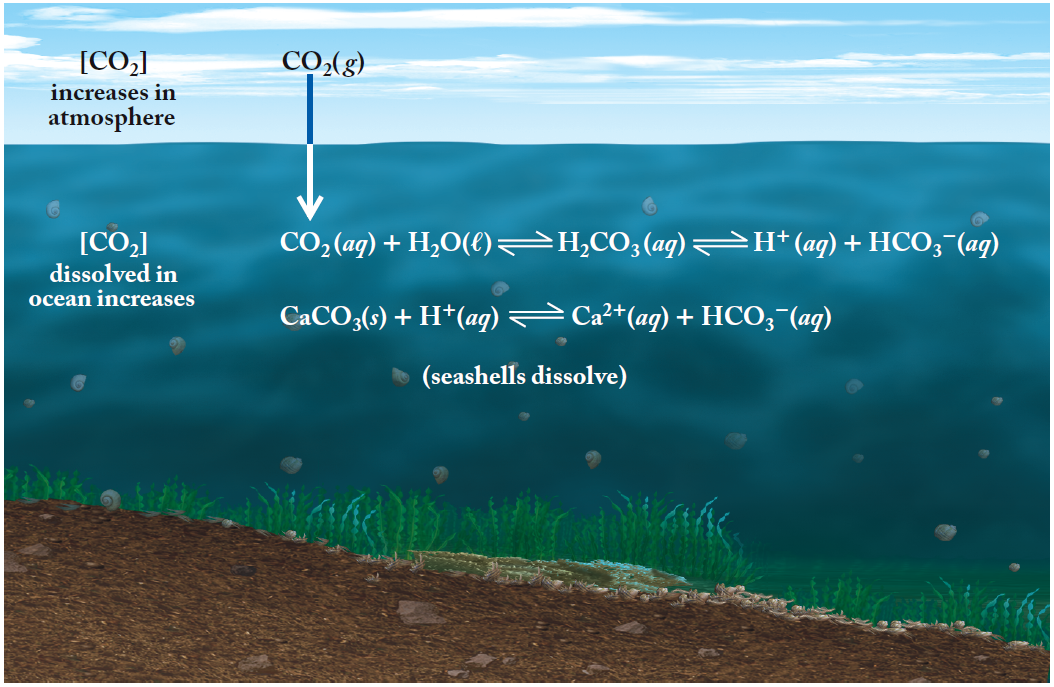 [CO₂]
increases in
atmosphere
CO₂(g)
[CO₂]
dissolved in
ocean increases
CO₂(aq) + H₂O(ℓ) ⇌ H₂CO₃(aq) ⇌ H⁺(aq) + HCO₃⁻(aq)
CaCO₃(s) + H⁺(aq) ⇌ Ca²⁺(aq) + HCO₃⁻(aq)
(seashells dissolve)